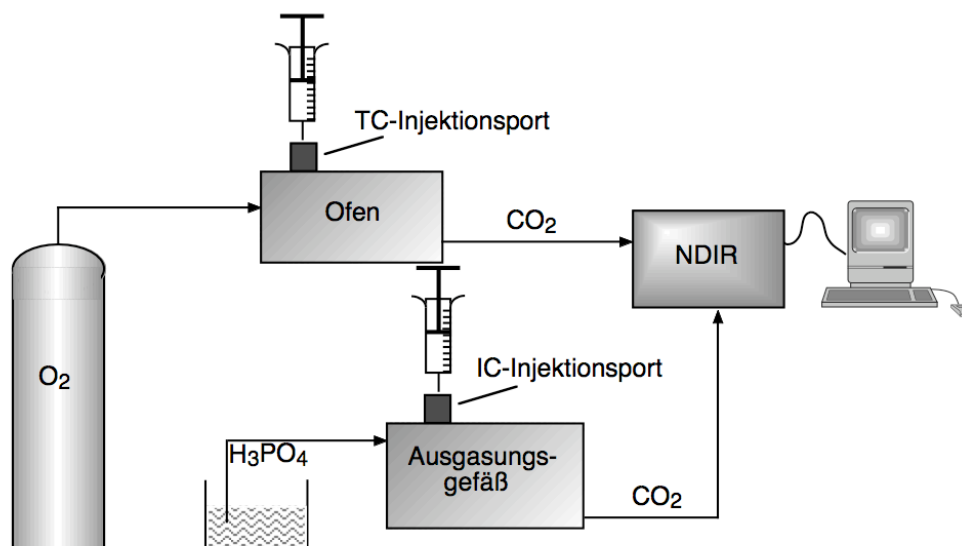 TC-Injektionsport
Ofen
CO₂
NDIR
O₂
IC-Injektionsport
H₃PO₄
Ausgasungs-
gefäß
CO₂